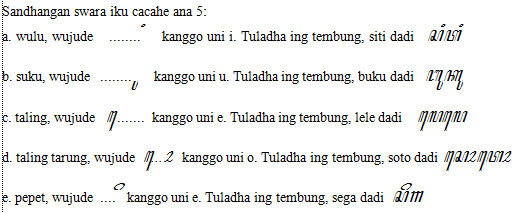 Sandhangan swara iku cacahe ana 5:
a. wulu, wujude ........ꦶ kanggo uni i. Tuladha ing tembung, siti dadi ꦱꦶꦠꦶ
b. suku, wujude ........ꦸ kanggo uni u. Tuladha ing tembung, buku dadi ꦧꦸꦏꦸ
c. taling, wujude ꦺ....... kanggo uni e. Tuladha ing tembung, lele dadi ꦭꦺꦭꦺ
d. taling tarung, wujude ꦺ...ꦴ kanggo uni o. Tuladha ing tembung, soto dadi ꦱꦺꦴꦠꦺꦴ
e. pepet, wujude ....ꦼ kanggo uni e. Tuladha ing tembung, sega dadi ꦱꦼꦒ